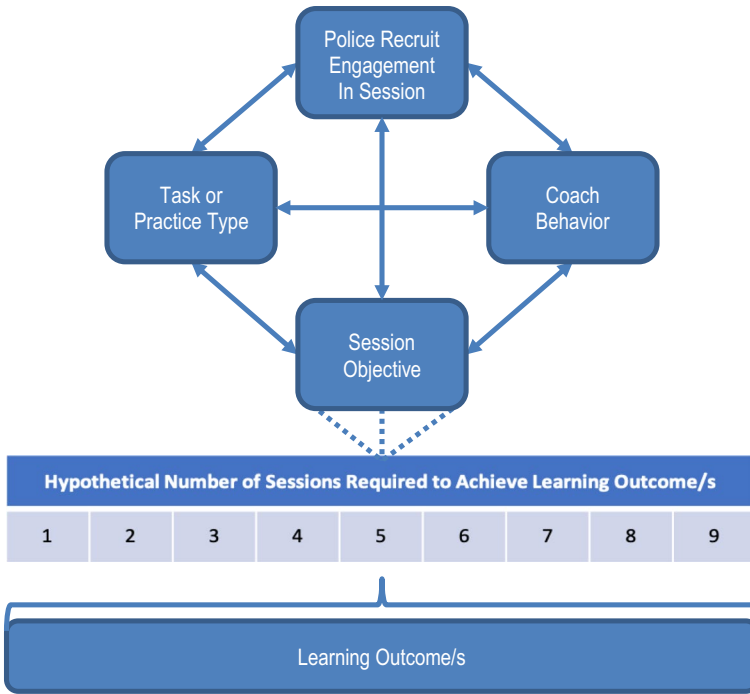 Police Recruit
Engagement
In Session
Task or
Practice Type
Coach
Behavior
Session
Objective
Hypothetical Number of Sessions Required to Achieve Learning Outcome/s
1 2 3 4 5 6 7 8 9
Learning Outcome/s